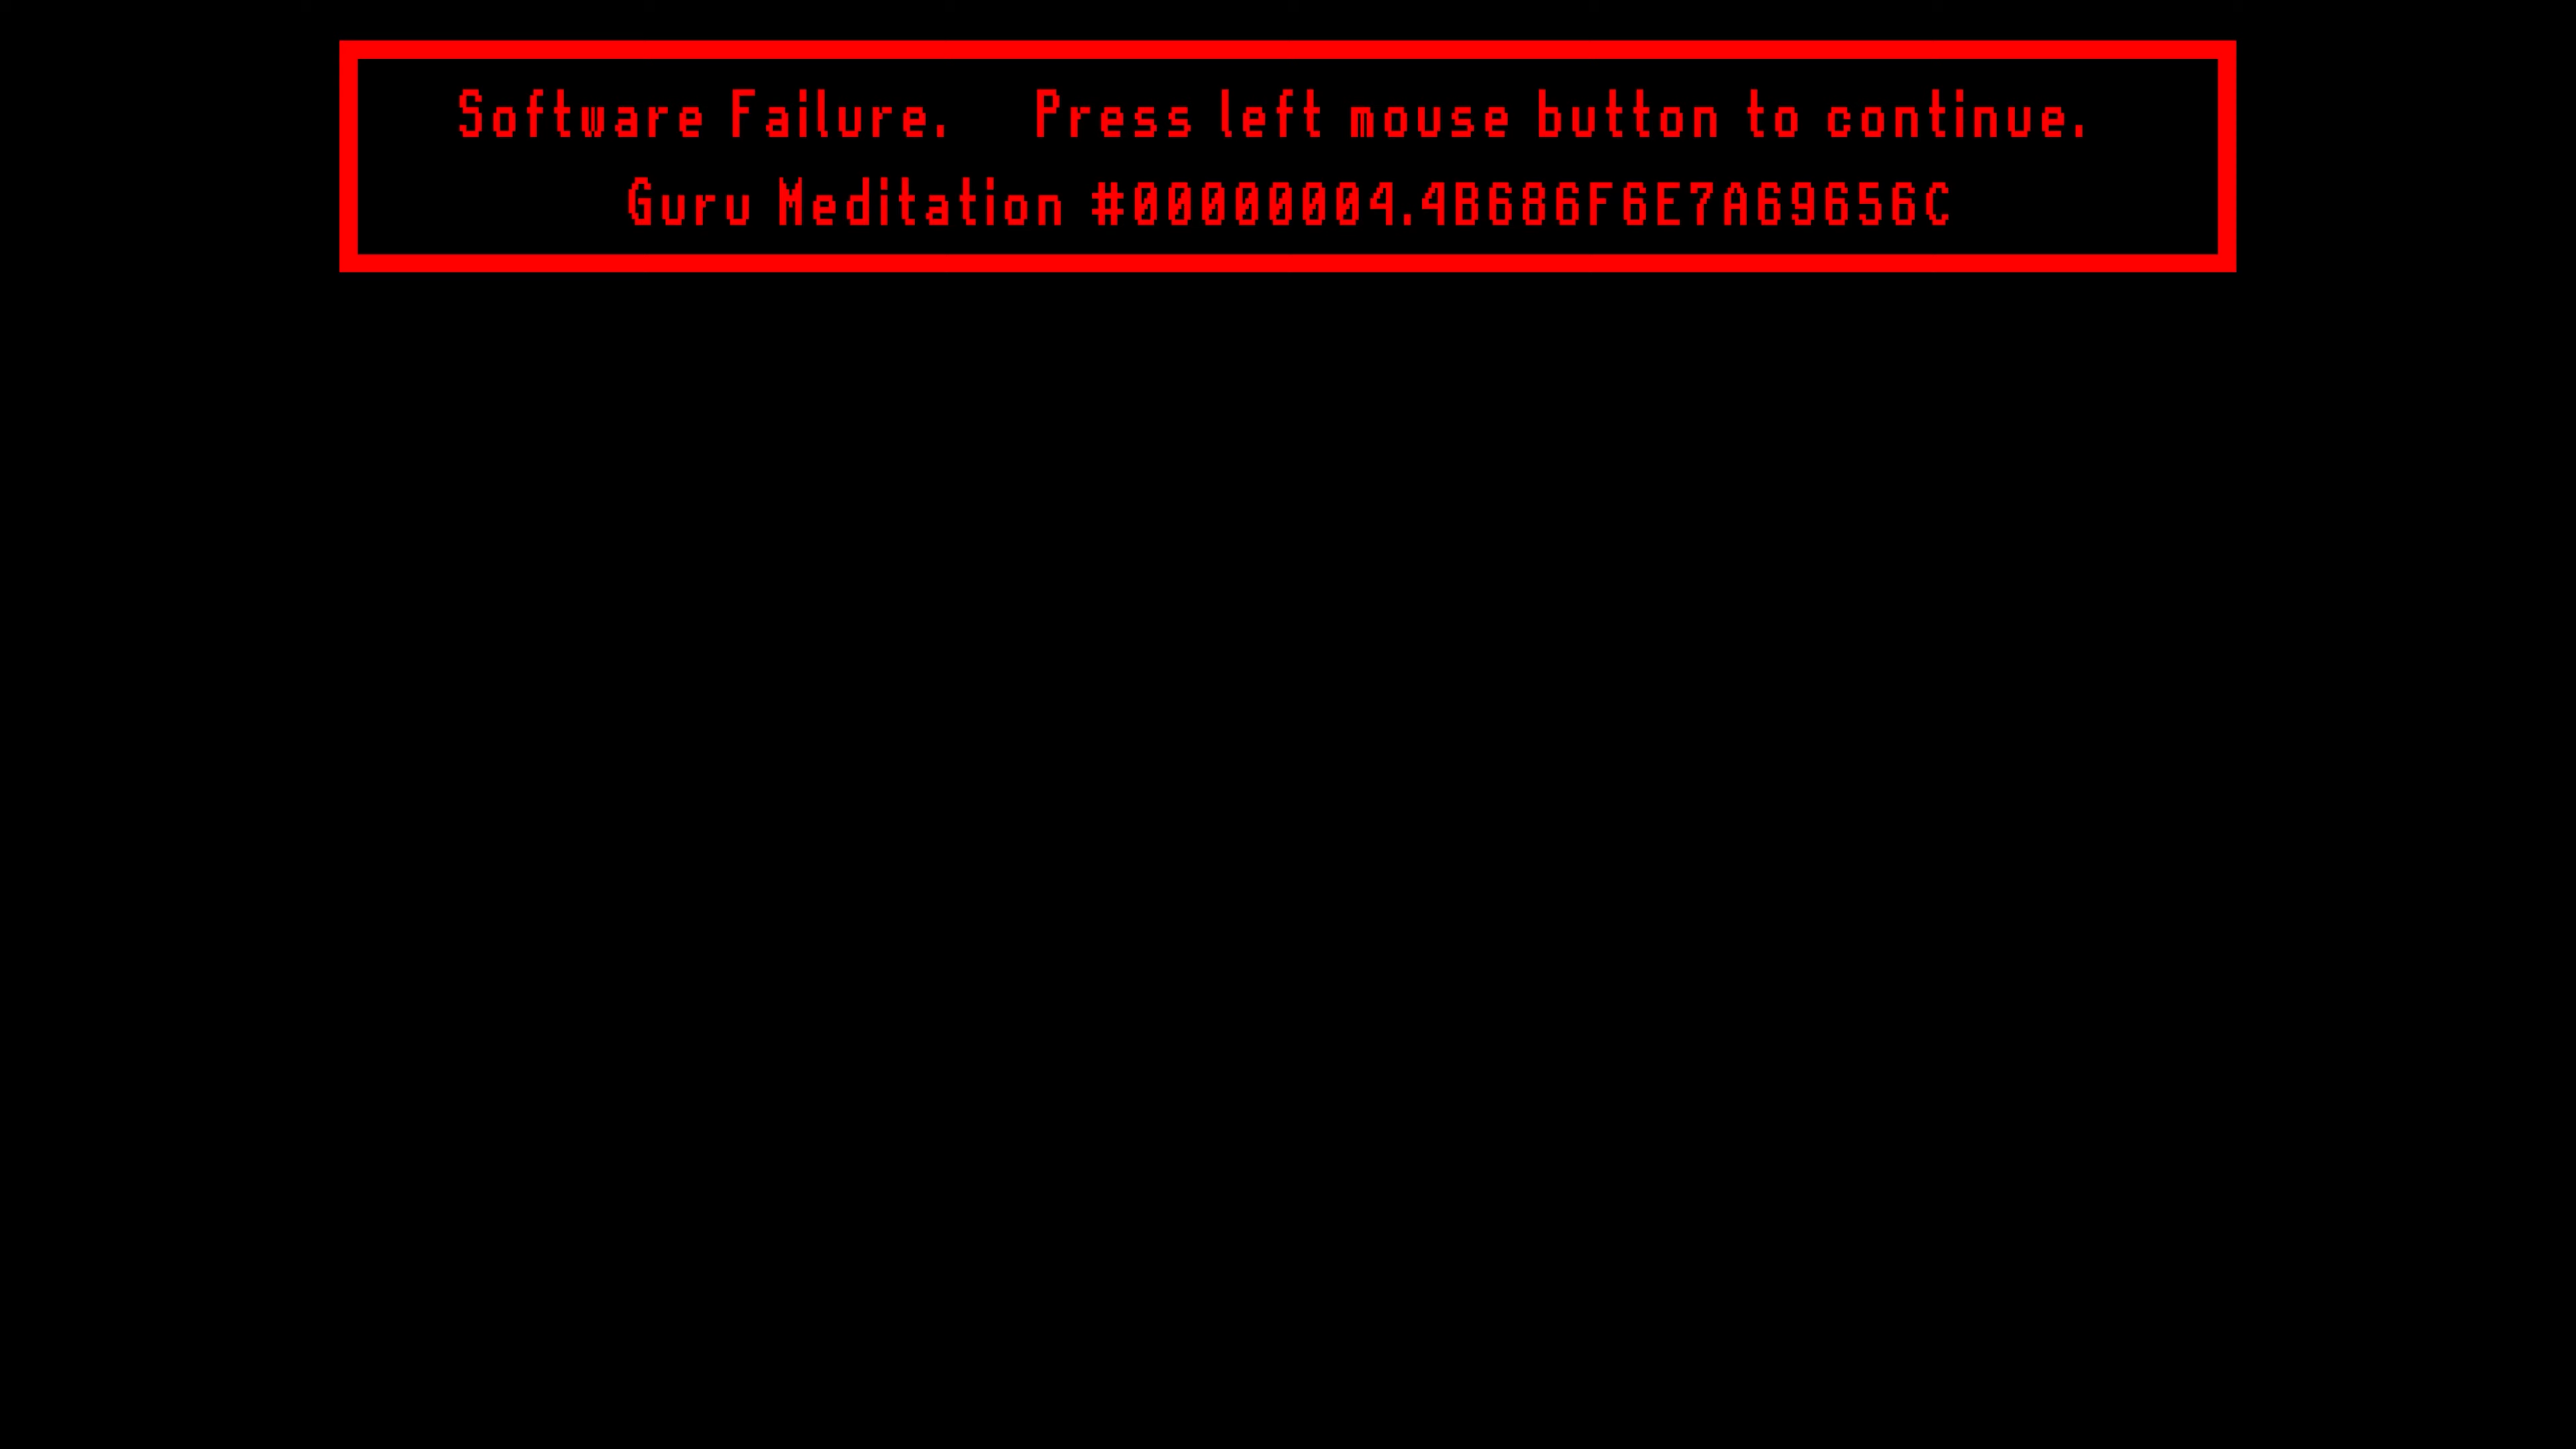 Software Failure.   Press left mouse button to continue.
Guru Meditation #00000004.4B686F6E7A69656C